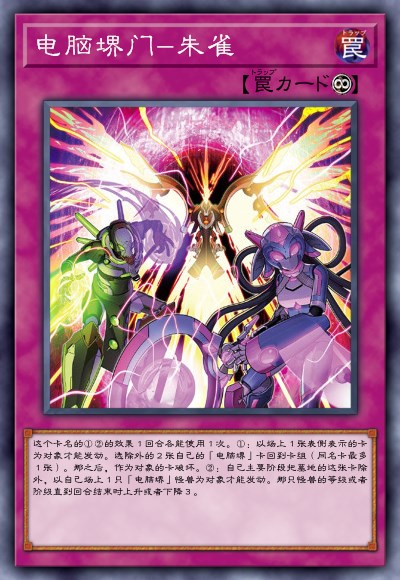 电脑堺门-朱雀
トラップ
罠
トラップ
【罠カード】
这个卡名的①②的效果1回合各能使用1次。①：以场上1张表侧表示的卡
为对象才能发动。选除外的2张自己的「电脑堺」卡回到卡组（同名卡最多
1张）。那之后，作为对象的卡破坏。②：自己主要阶段把墓地的这张卡除
外，以自己场上1只「电脑堺」怪兽为对象才能发动。那只怪兽的等级或者
阶级直到回合结束时上升或者下降3。